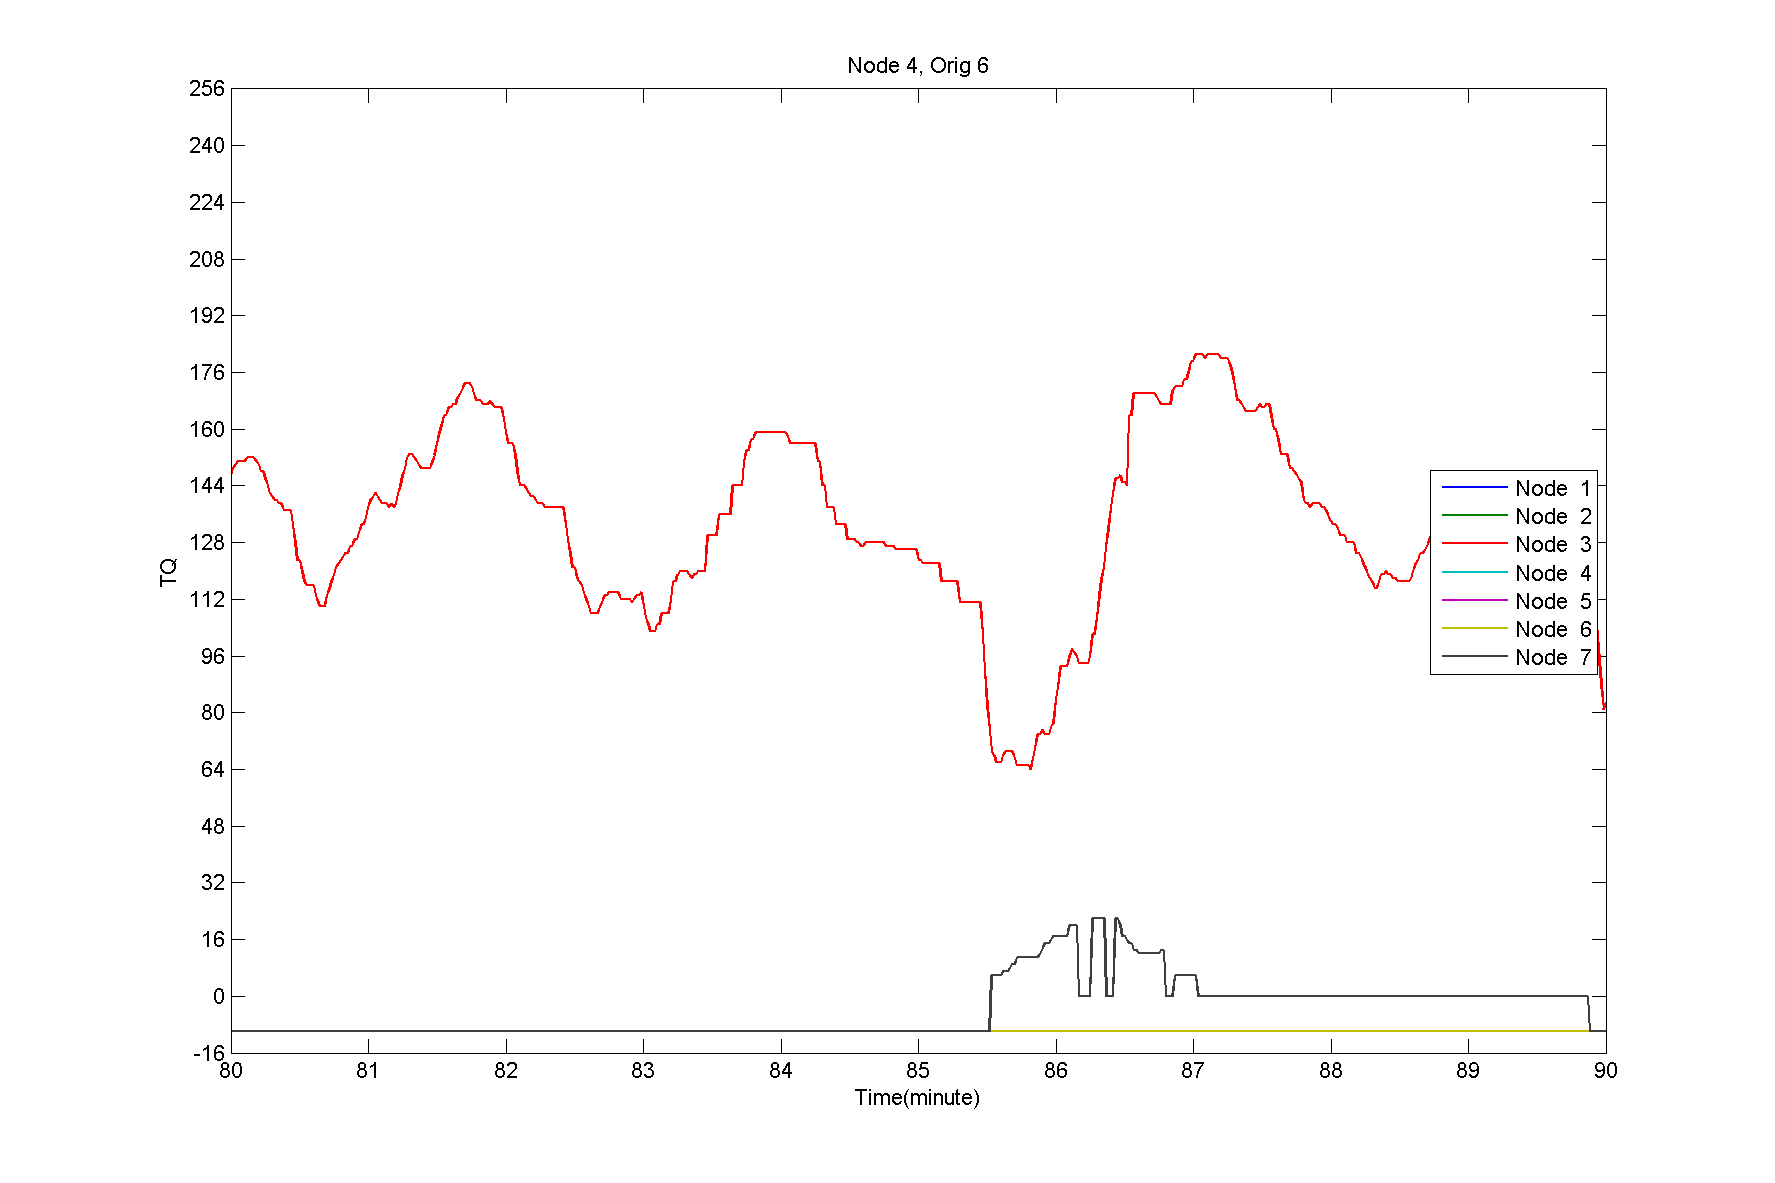 Node 4, Orig 6
256
240
224
208
192
176
160
144
128
112
96
80
64
48
32
16
0
-16
TQ
Node 1
Node 2
Node 3
Node 4
Node 5
Node 6
Node 7
80 81 82 83 84 85 86 87 88 89 90
Time(minute)